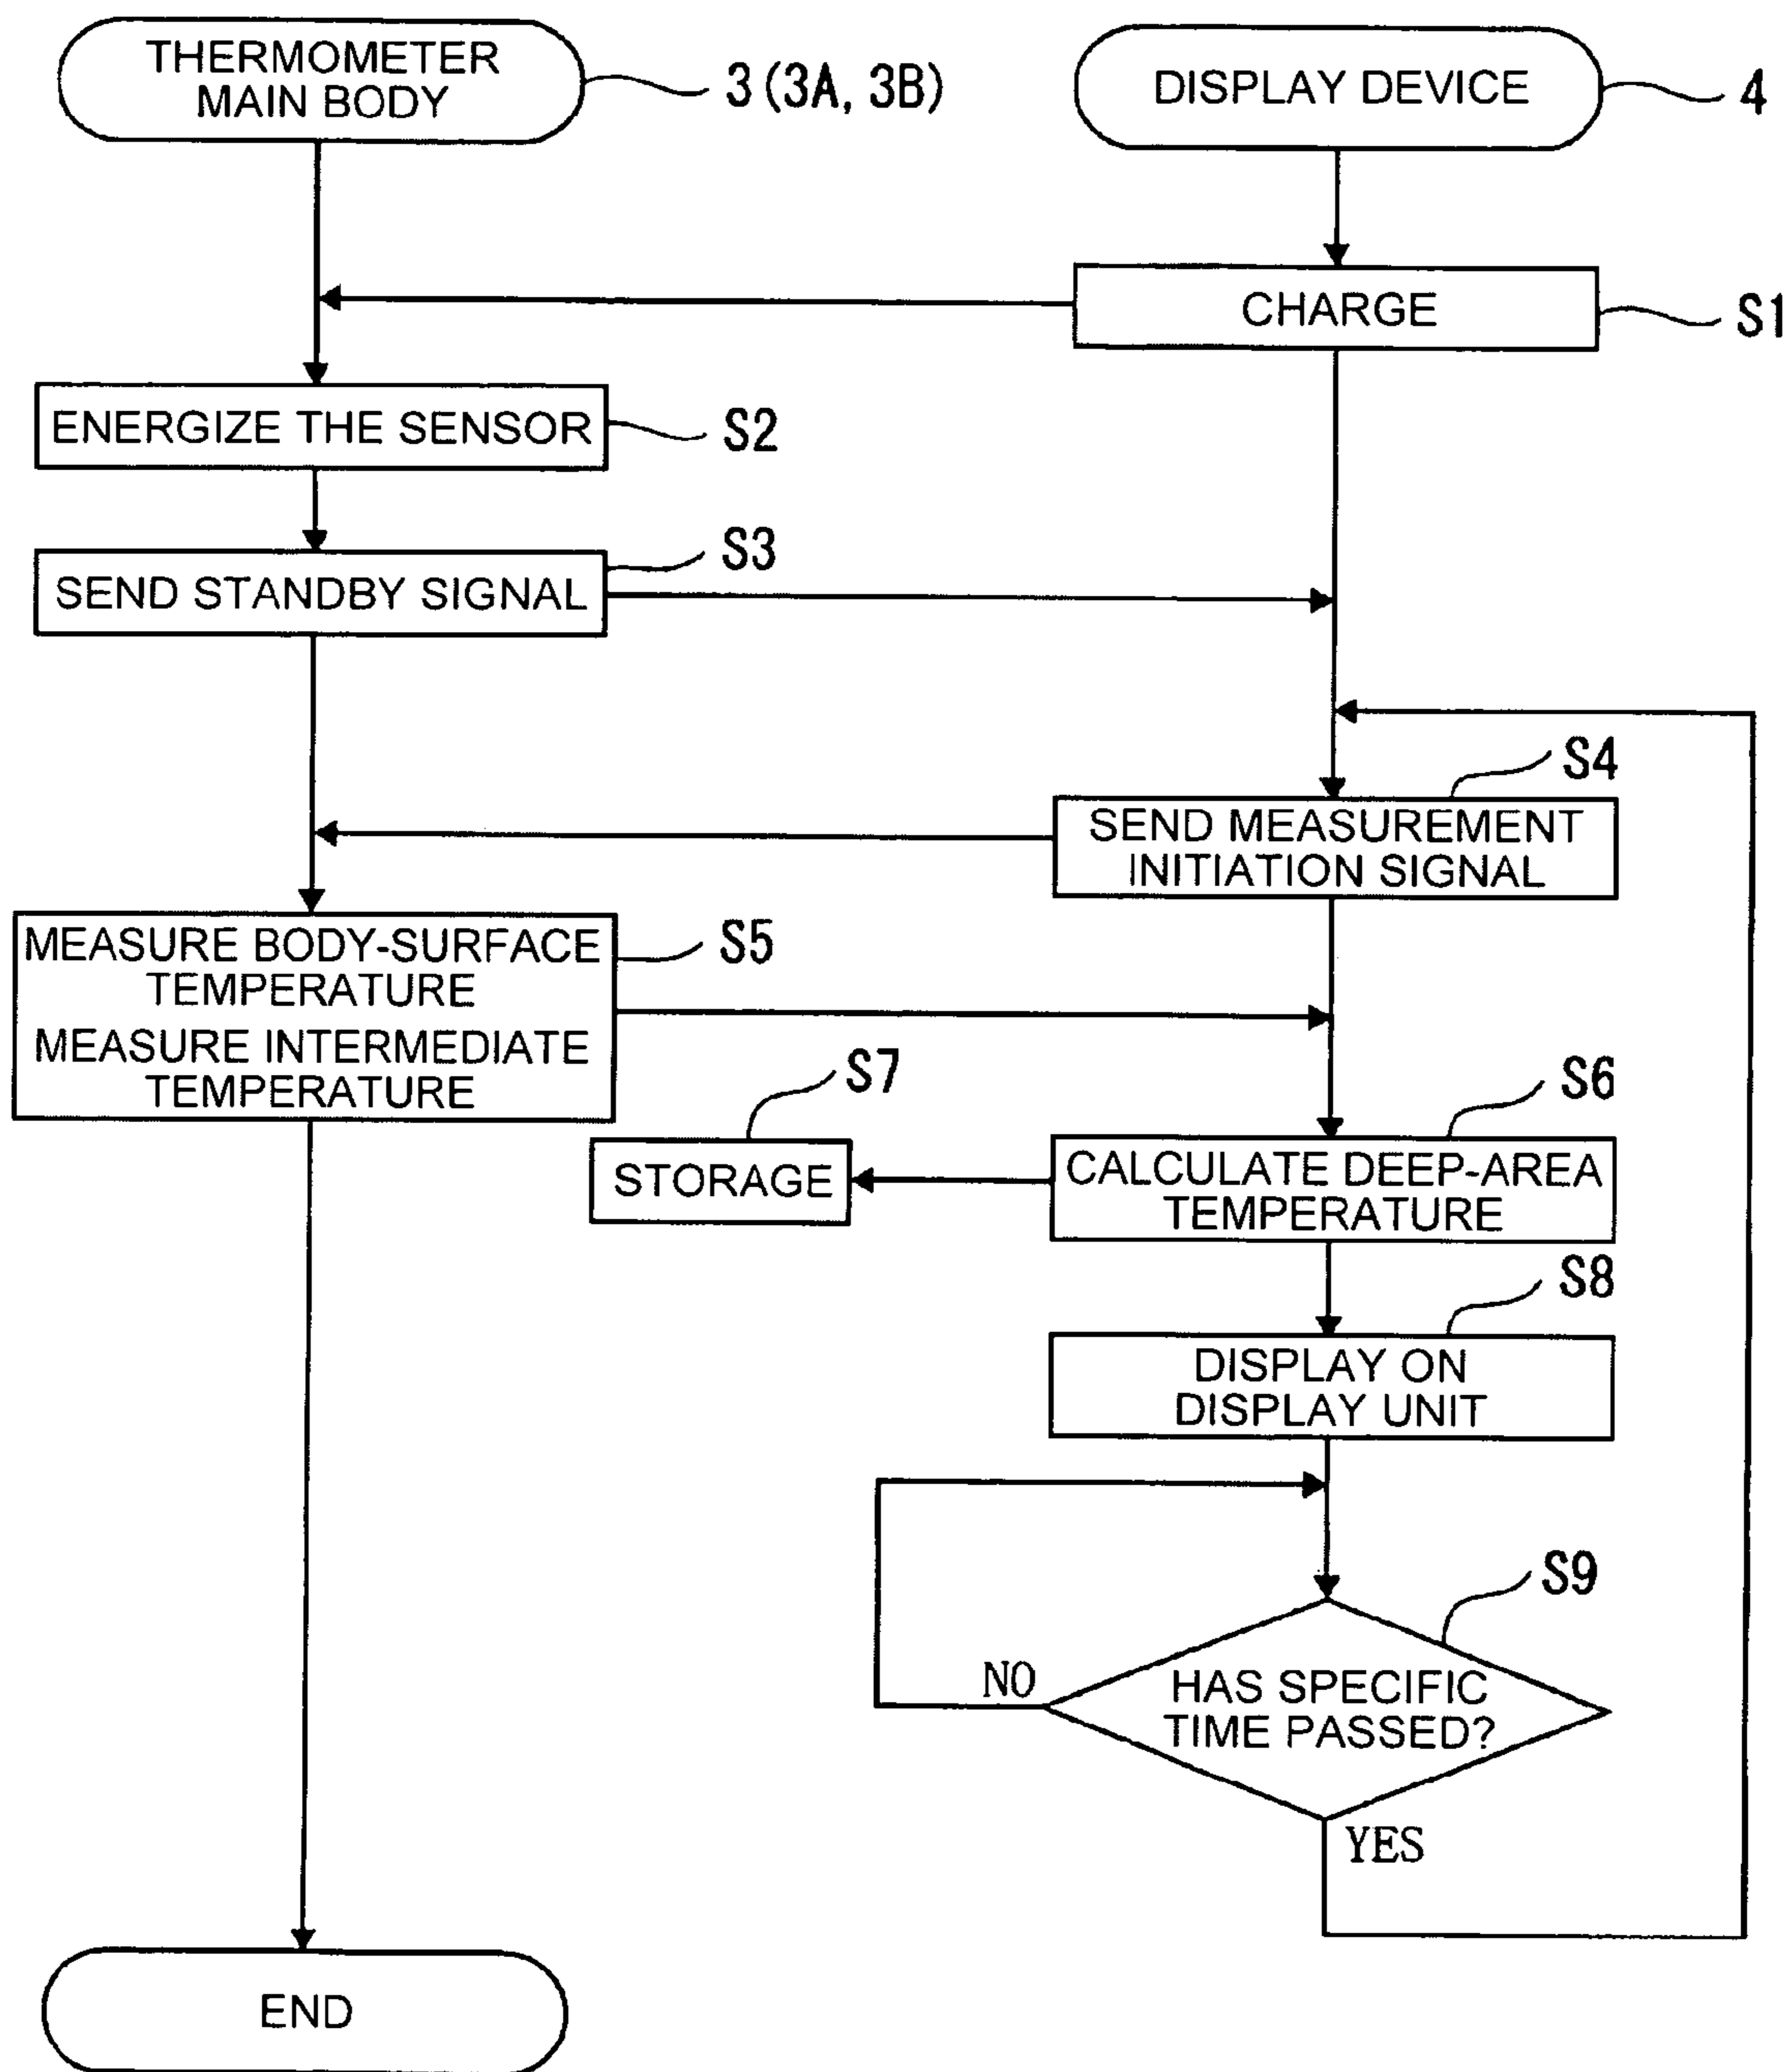 THERMOMETER
MAIN BODY
3 (3A, 3B)
DISPLAY DEVICE
4
CHARGE
S1
ENERGIZE THE SENSOR
S2
SEND STANDBY SIGNAL
S3
S4
SEND MEASUREMENT
INITIATION SIGNAL
MEASURE BODY-SURFACE
TEMPERATURE
MEASURE INTERMEDIATE
TEMPERATURE
S5
S7
STORAGE
S6
CALCULATE DEEP-AREA
TEMPERATURE
S8
DISPLAY ON
DISPLAY UNIT
S9
NO
HAS SPECIFIC
TIME PASSED?
YES
END